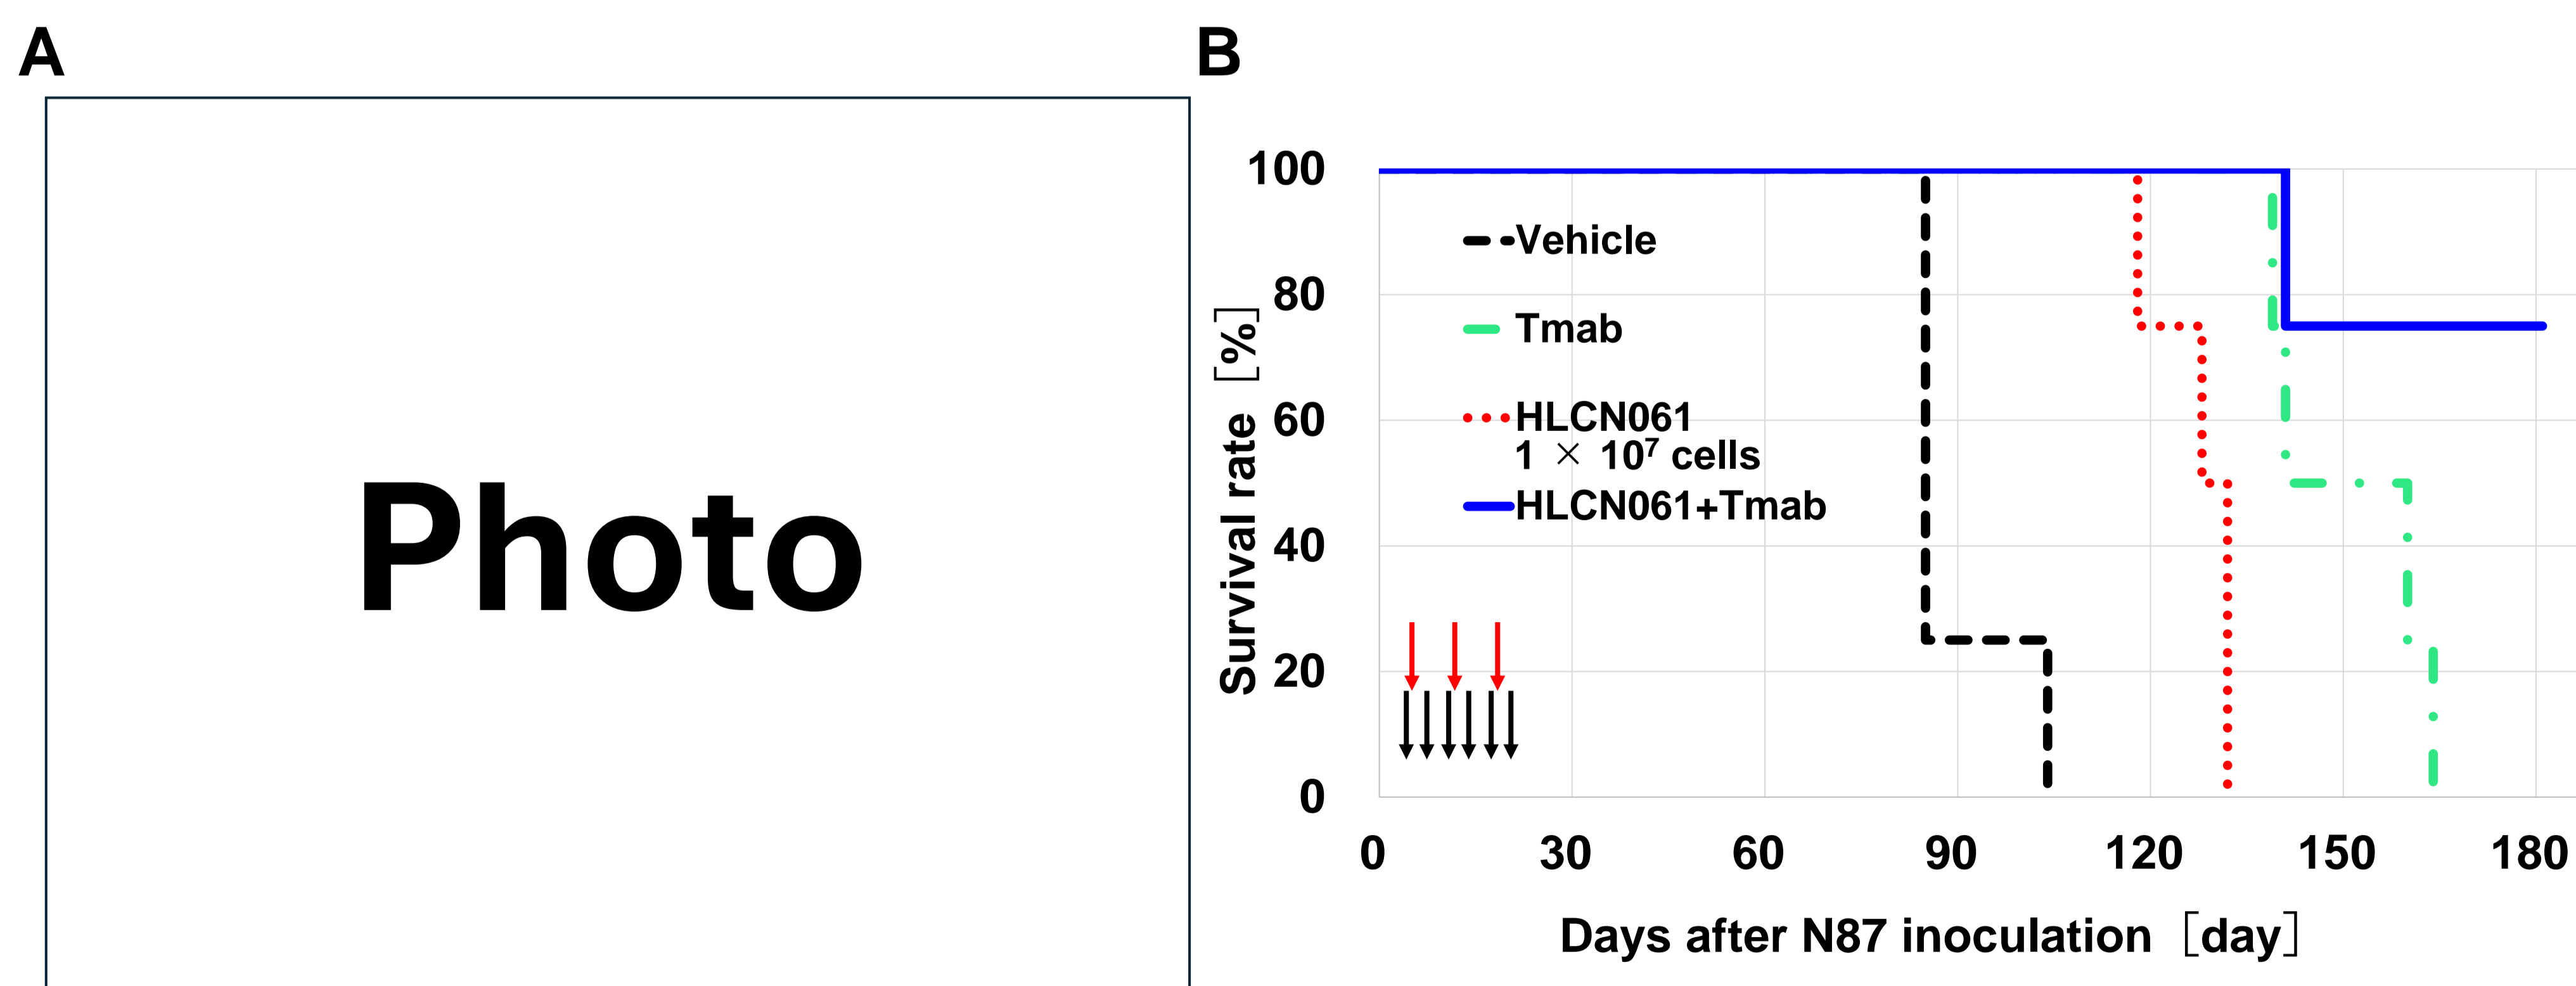 A
Photo
B
100
80
60
40
20
0
Survival rate [%]
Vehicle
Tmab
HLCN061
1 × 10⁷ cells
HLCN061+Tmab
0 30 60 90 120 150 180
Days after N87 inoculation [day]